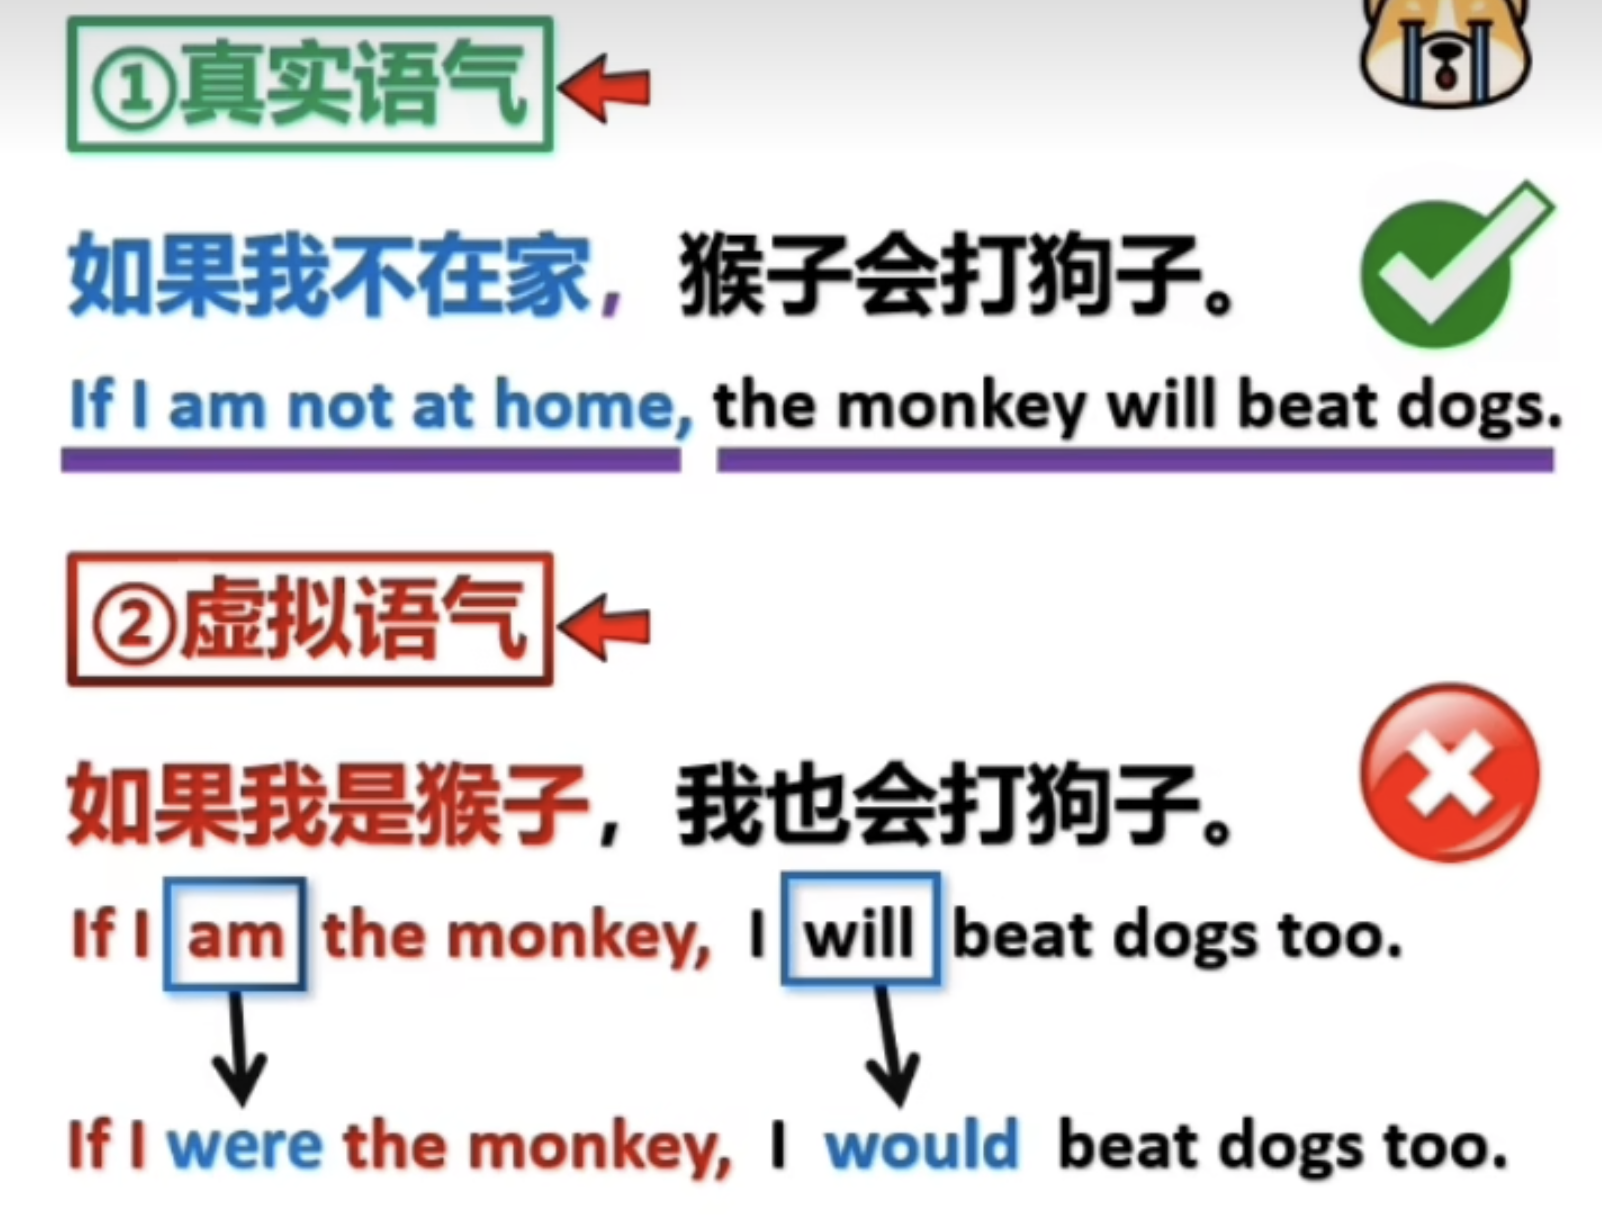 ①真实语气
如果我不在家，猴子会打狗子。
If I am not at home, the monkey will beat dogs.
②虚拟语气
如果我是猴子，我也会打狗子。
If I am the monkey, I will beat dogs too.
If I were the monkey, I would beat dogs too.